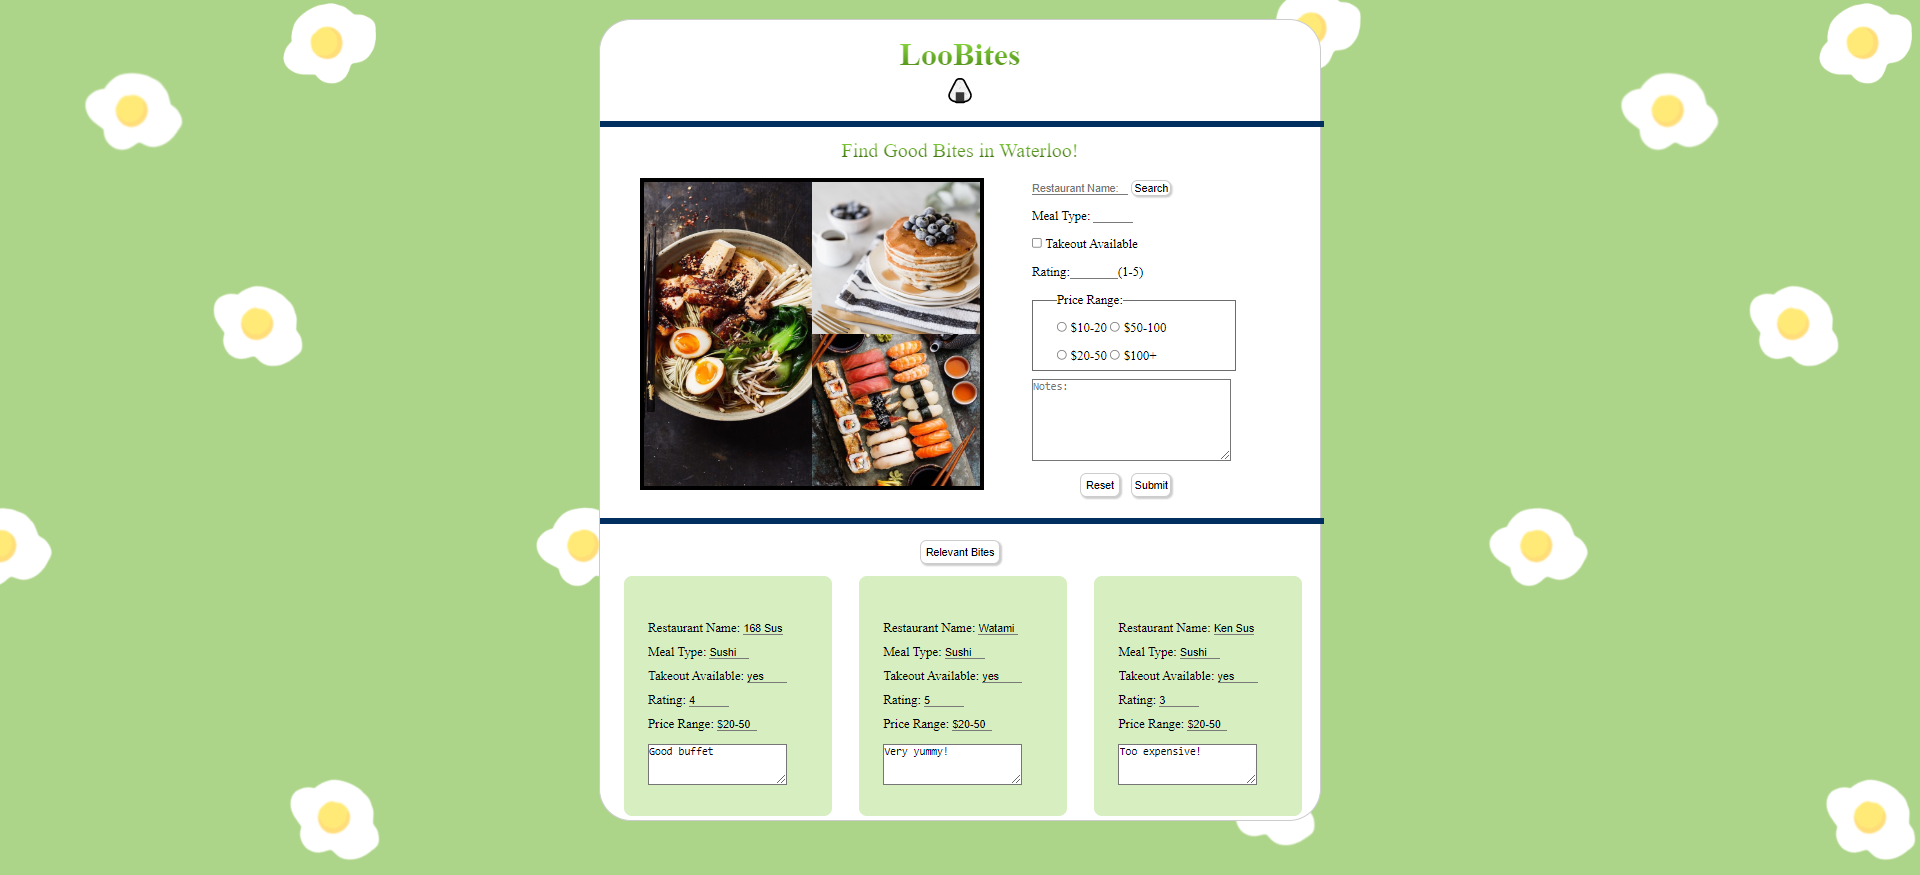 LooBites
Find Good Bites in Waterloo!
Restaurant Name: Search
Meal Type:
Takeout Available
Rating: (1-5)
Price Range:
$10-20 $50-100
$20-50 $100+
Notes:
Reset Submit
Relevant Bites
Restaurant Name: 168 Sus
Meal Type: Sushi
Takeout Available: yes
Rating: 4
Price Range: $20-50
Good buffet
Restaurant Name: Watami
Meal Type: Sushi
Takeout Available: yes
Rating: 5
Price Range: $20-50
Very yummy!
Restaurant Name: Ken Sus
Meal Type: Sushi
Takeout Available: yes
Rating: 3
Price Range: $20-50
Too expensive!